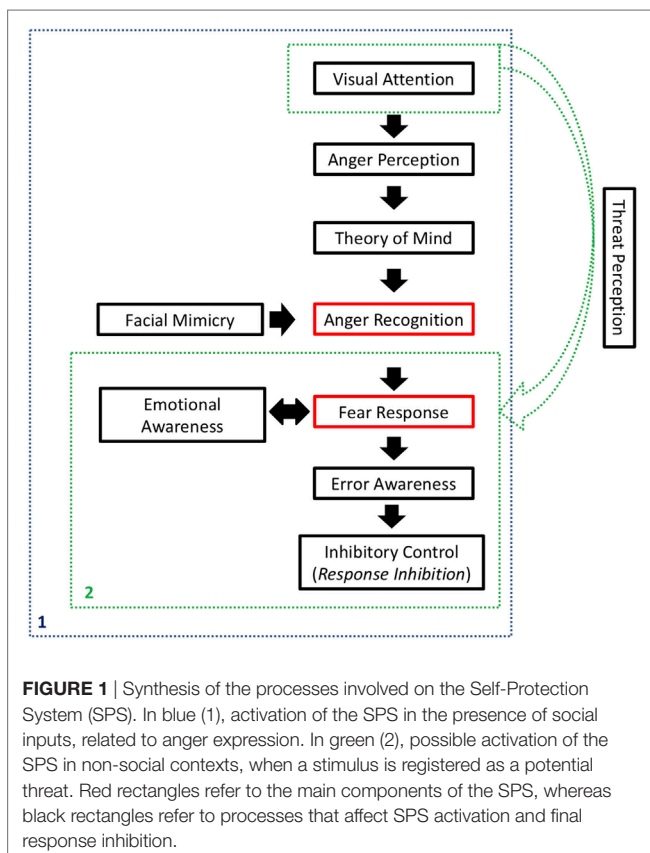 Visual Attention
Anger Perception
Theory of Mind
Facial Mimicry
Anger Recognition
Threat Perception
Emotional
Awareness
Fear Response
Error Awareness
Inhibitory Control
(Response Inhibition)
2
1
FIGURE 1 | Synthesis of the processes involved on the Self-Protection
System (SPS). In blue (1), activation of the SPS in the presence of social
inputs, related to anger expression. In green (2), possible activation of the
SPS in non-social contexts, when a stimulus is registered as a potential
threat. Red rectangles refer to the main components of the SPS, whereas
black rectangles refer to processes that affect SPS activation and final
response inhibition.